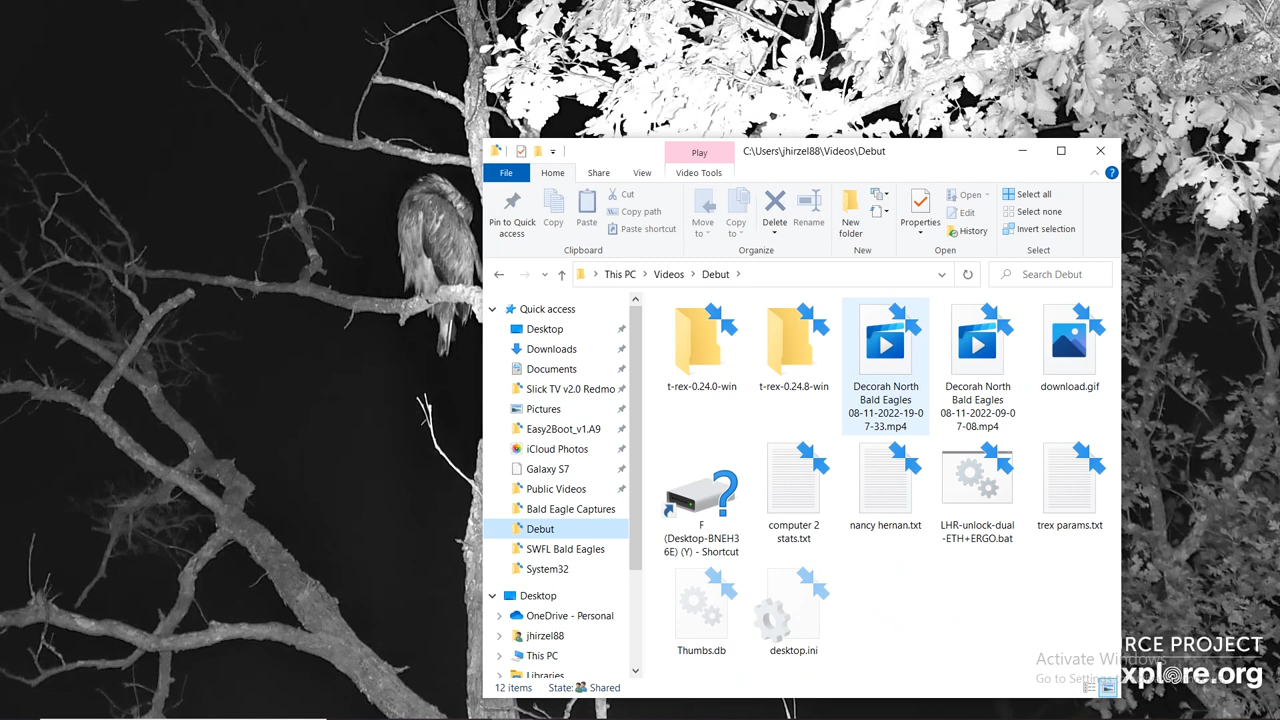 Play
C:\Users\jhirzel88\Videos\Debut
File
Home
Share
View
Video Tools
Pin to Quick
access
Copy
Paste
Cut
Copy path
Paste shortcut
Clipboard
Move
to
Copy
to
Delete
Rename
Organize
New
folder
New
Properties
Open
Edit
History
Open
Select all
Select none
Invert selection
Select
This PC
Videos
Debut
Search Debut
Quick access
Desktop
Downloads
Documents
Slick TV v2.0 Redmo
Pictures
Easy2Boot_v1.A9
iCloud Photos
Galaxy S7
Public Videos
Bald Eagle Captures
Debut
SWFL Bald Eagles
System32
Desktop
OneDrive - Personal
jhirzel88
This PC
Libraries
t-rex-0.24.0-win
t-rex-0.24.8-win
Decorah North
Bald Eagles
08-11-2022-19-0
7-33.mp4
Decorah North
Bald Eagles
08-11-2022-09-0
7-08.mp4
download.gif
F
(Desktop-BNEH3
6E) (Y) - Shortcut
computer 2
stats.txt
nancy hernan.txt
LHR-unlock-dual
-ETH+ERGO.bat
trex params.txt
Thumbs.db
desktop.ini
12 items
State:
Shared
RCE PROJECT
Activate Windows
Go to Settings
xplore.org